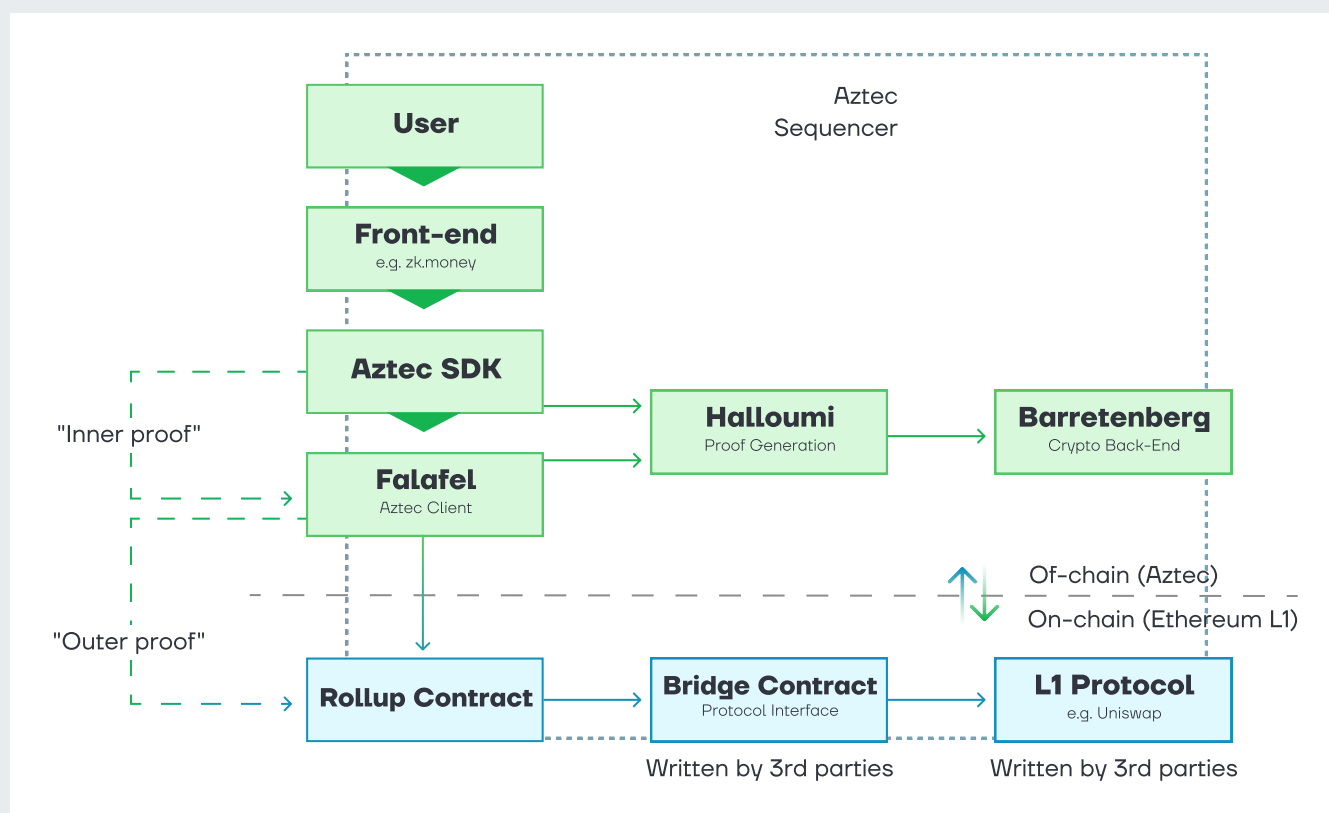 Aztec
Sequencer
User
Front-end
e.g. zk.money
Aztec SDK
"Inner proof"
Halloumi
Proof Generation
Barretenberg
Crypto Back-End
Falafel
Aztec Client
Of-chain (Aztec)
On-chain (Ethereum L1)
"Outer proof"
Rollup Contract
Bridge Contract
Protocol Interface
L1 Protocol
e.g. Uniswap
Written by 3rd parties
Written by 3rd parties